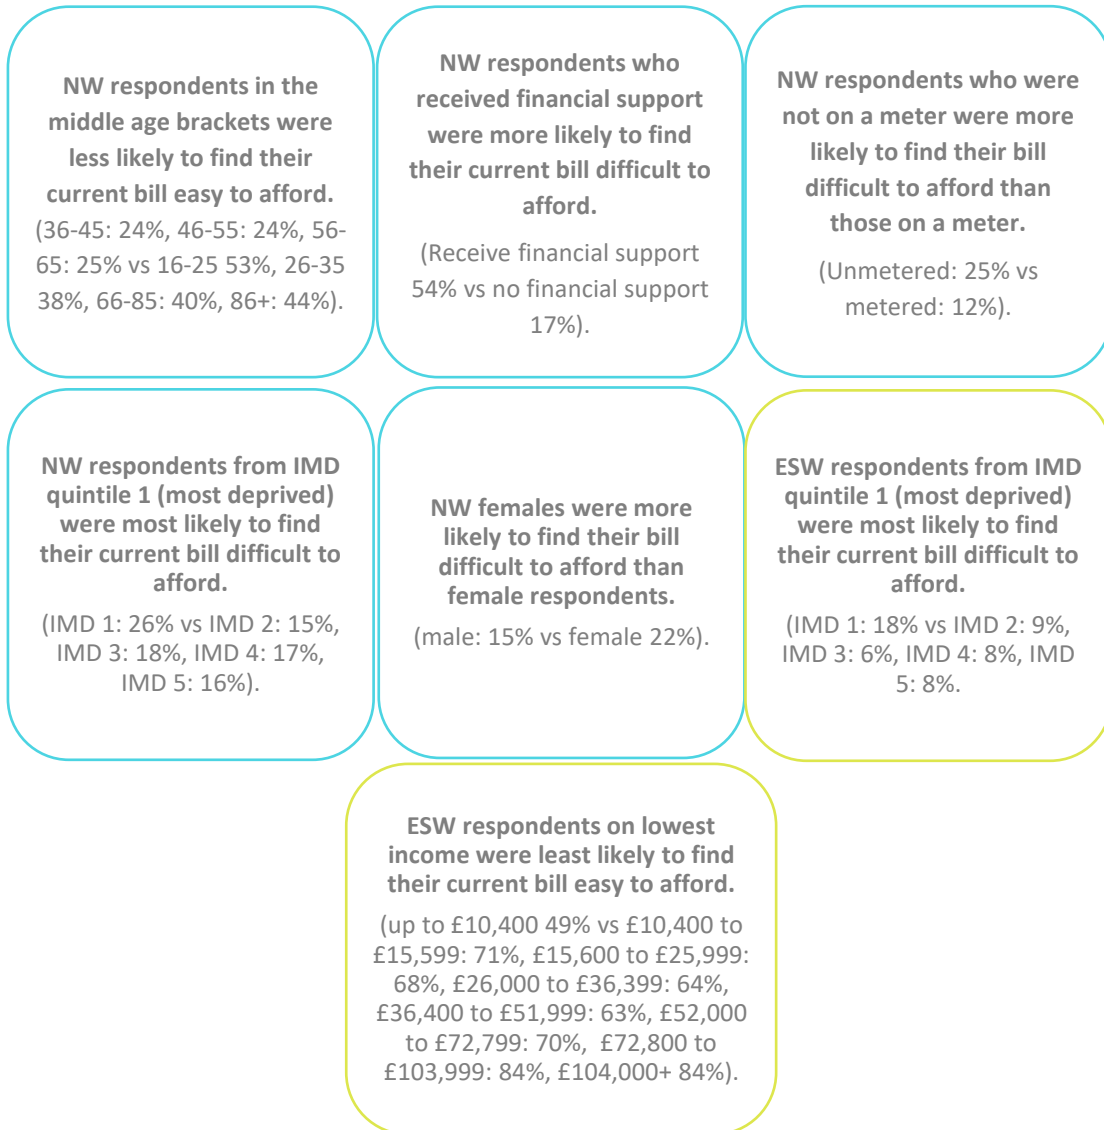 NW respondents in the
middle age brackets were
less likely to find their
current bill easy to afford.
(36-45: 24%, 46-55: 24%, 56-
65: 25% vs 16-25 53%, 26-35
38%, 66-85: 40%, 86+: 44%).
NW respondents who
received financial support
were more likely to find
their current bill difficult to
afford.
(Receive financial support
54% vs no financial support
17%).
NW respondents who were
not on a meter were more
likely to find their bill
difficult to afford than
those on a meter.
(Unmetered: 25% vs
metered: 12%).
NW respondents from IMD
quintile 1 (most deprived)
were most likely to find
their current bill difficult to
afford.
(IMD 1: 26% vs IMD 2: 15%,
IMD 3: 18%, IMD 4: 17%,
IMD 5: 16%).
NW females were more
likely to find their bill
difficult to afford than
female respondents.
(male: 15% vs female 22%).
ESW respondents from IMD
quintile 1 (most deprived)
were most likely to find
their current bill difficult to
afford.
(IMD 1: 18% vs IMD 2: 9%,
IMD 3: 6%, IMD 4: 8%, IMD
5: 8%.
ESW respondents on lowest
income were least likely to find
their current bill easy to afford.
(up to £10,400 49% vs £10,400 to
£15,599: 71%, £15,600 to £25,999:
68%, £26,000 to £36,399: 64%,
£36,400 to £51,999: 63%, £52,000
to £72,799: 70%, £72,800 to
£103,999: 84%, £104,000+ 84%).